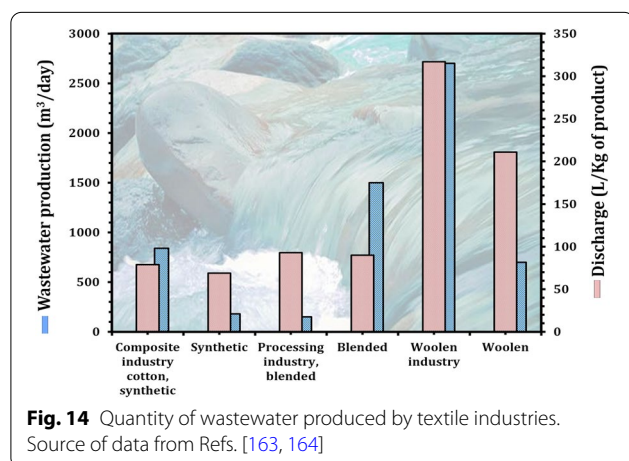 Wastewater production (m³/day)
3000
2500
2000
1500
1000
500
0
350
300
250
200
150
100
50
0
Discharge (L/Kg of product)
Composite
industry
cotton,
synthetic
Synthetic
Processing
industry,
blended
Blended
Woolen
industry
Woolen
Fig. 14 Quantity of wastewater produced by textile industries.
Source of data from Refs. [163, 164]